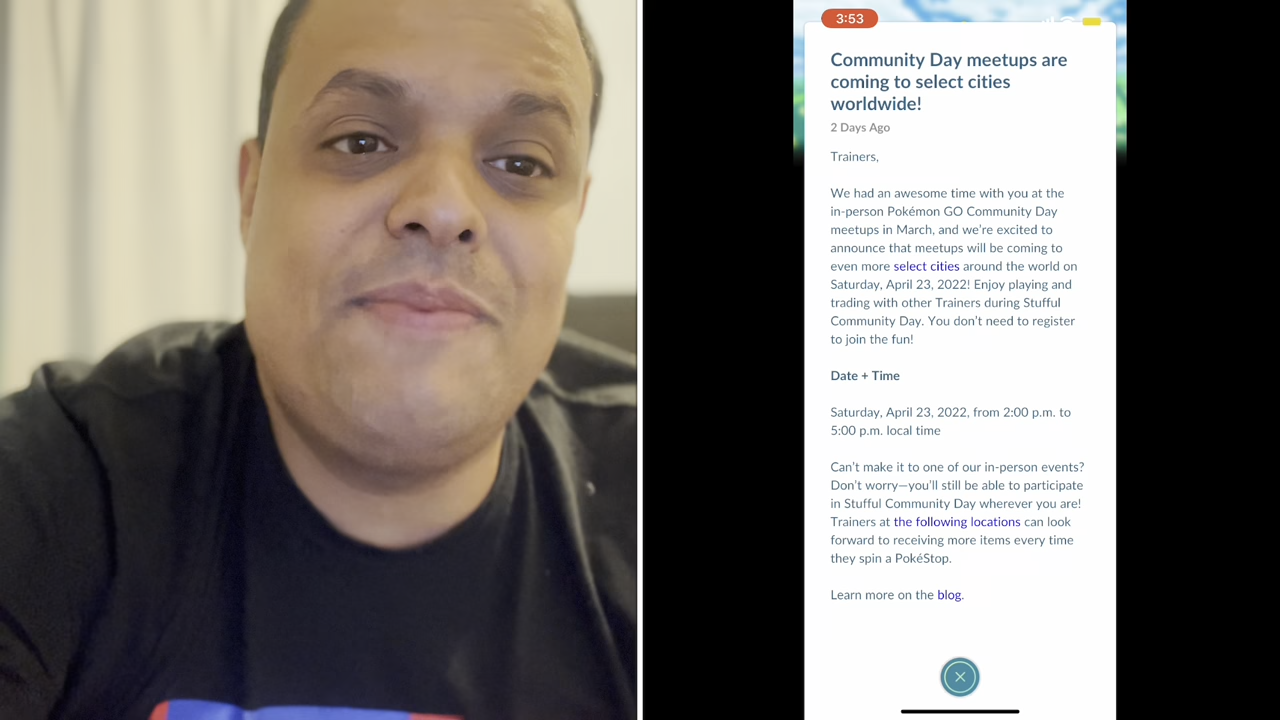 3:53
Community Day meetups are
coming to select cities
worldwide!
2 Days Ago
Trainers,
We had an awesome time with you at the
in-person Pokémon GO Community Day
meetups in March, and we’re excited to
announce that meetups will be coming to
even more select cities around the world on
Saturday, April 23, 2022! Enjoy playing and
trading with other Trainers during Stufful
Community Day. You don’t need to register
to join the fun!
Date + Time
Saturday, April 23, 2022, from 2:00 p.m. to
5:00 p.m. local time
Can’t make it to one of our in-person events?
Don’t worry—you’ll still be able to participate
in Stufful Community Day wherever you are!
Trainers at the following locations can look
forward to receiving more items every time
they spin a PokéStop.
Learn more on the blog.